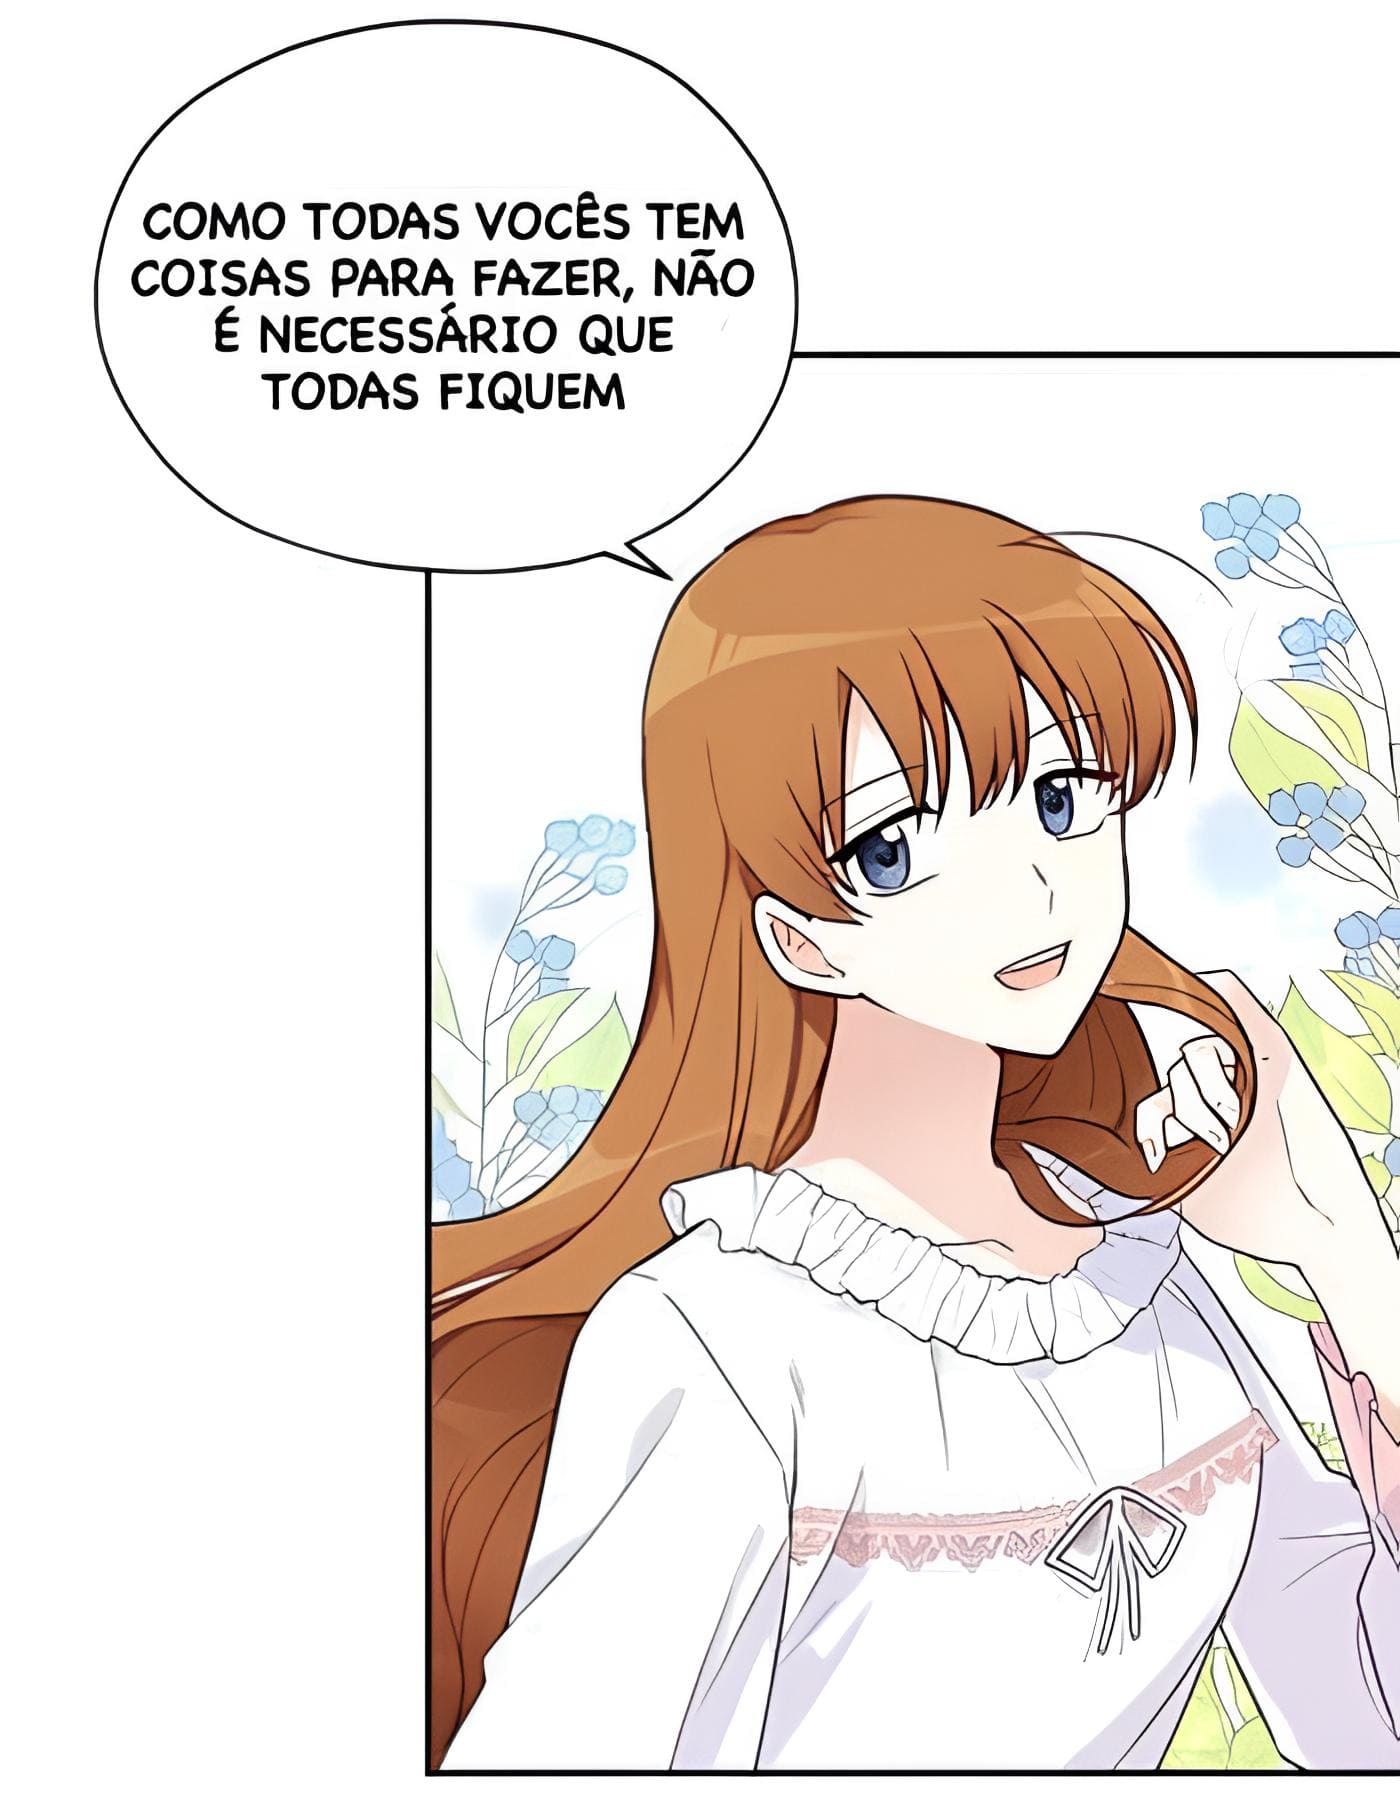 COMO TODAS VOCÊS TEM
COISAS PARA FAZER, NÃO
É NECESSÁRIO QUE
TODAS FIQUEM